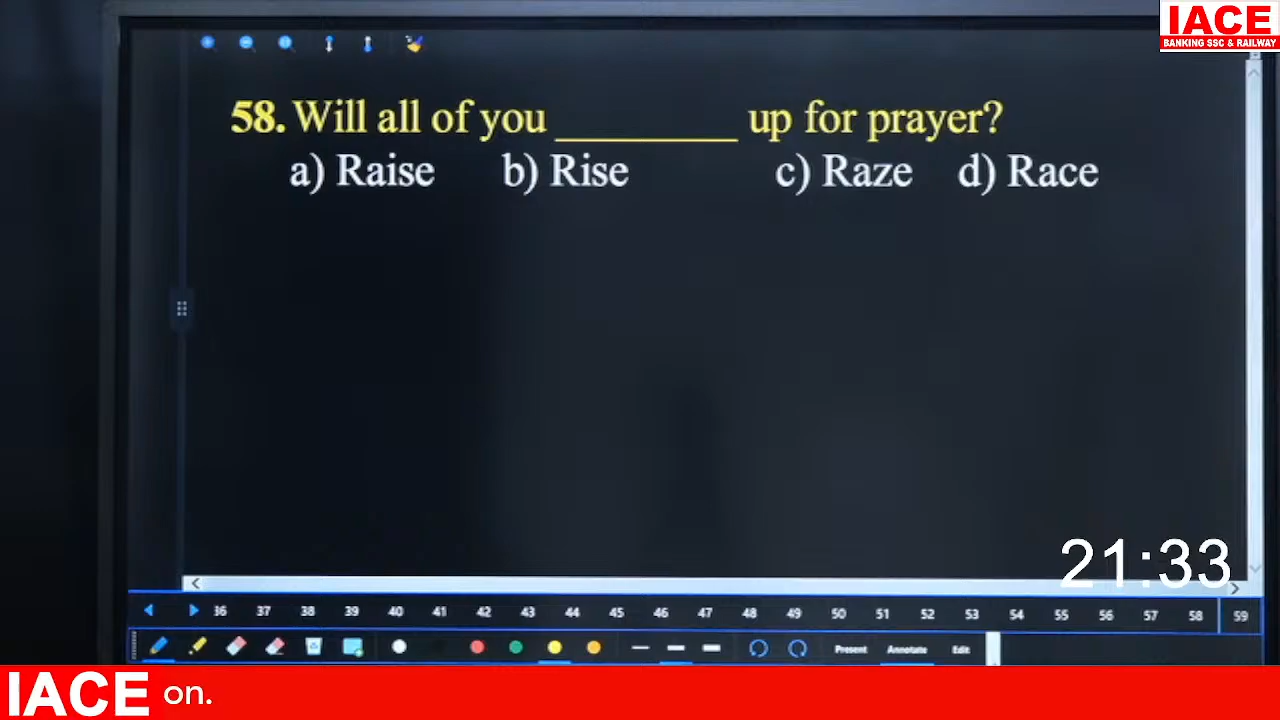 IACE
BANKING SSC & RAILWAY
58. Will all of you ________ up for prayer?
a) Raise b) Rise c) Raze d) Race
21:33
36 37 38 39 40 41 42 43 44 45 46 47 48 49 50 51 52 53 54 55 56 57 58 59
Present Annotate Edit
IACE on.